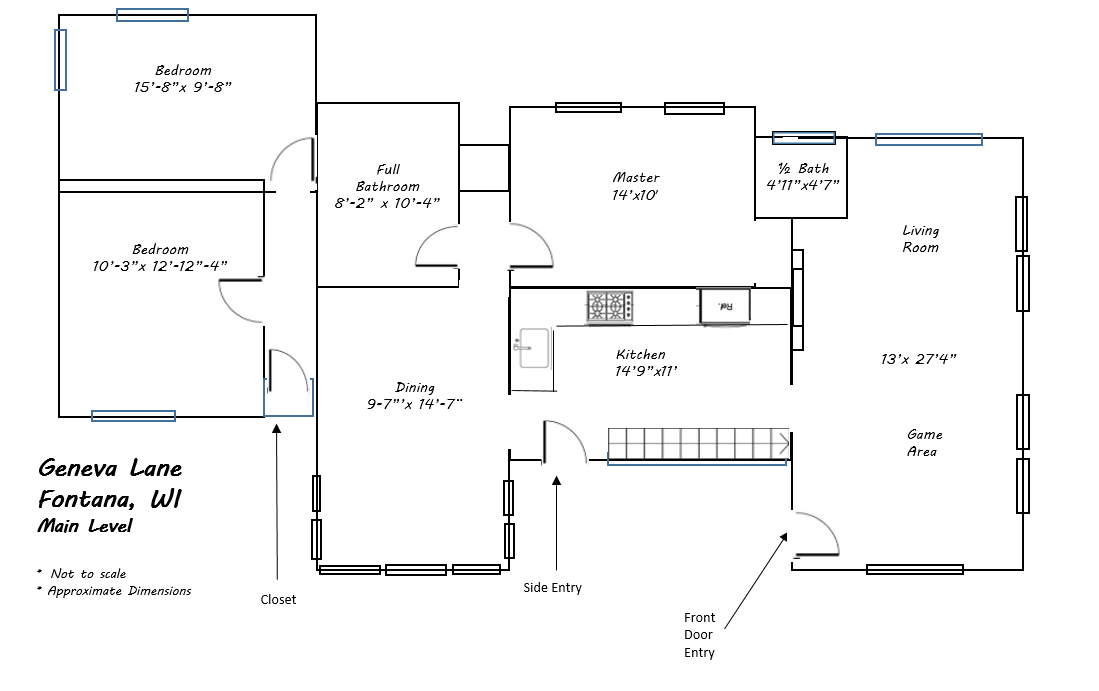 Bedroom
15'-8"x 9'-8"
Full
Bathroom
8'-2" x 10'-4"
Master
14'x10'
½ Bath
4'11"x4'7"
Living
Room
Bedroom
10'-3"x 12'-12"-4"
Ref.
Kitchen
14'9"x11'
13'x 27'4"
Dining
9-7"'x 14'-7"
Game
Area
Geneva Lane
Fontana, WI
Main Level
* Not to scale
* Approximate Dimensions
Closet
Side Entry
Front
Door
Entry